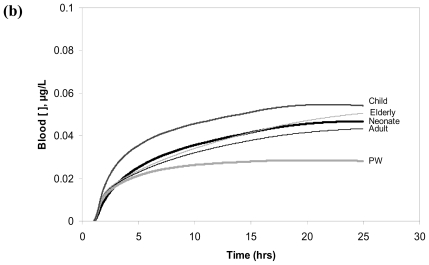 (b)
0.1
0.08
0.06
0.04
0.02
0
Blood [ ], µg/L
Child
Elderly
Neonate
Adult
PW
0 5 10 15 20 25 30
Time (hrs)